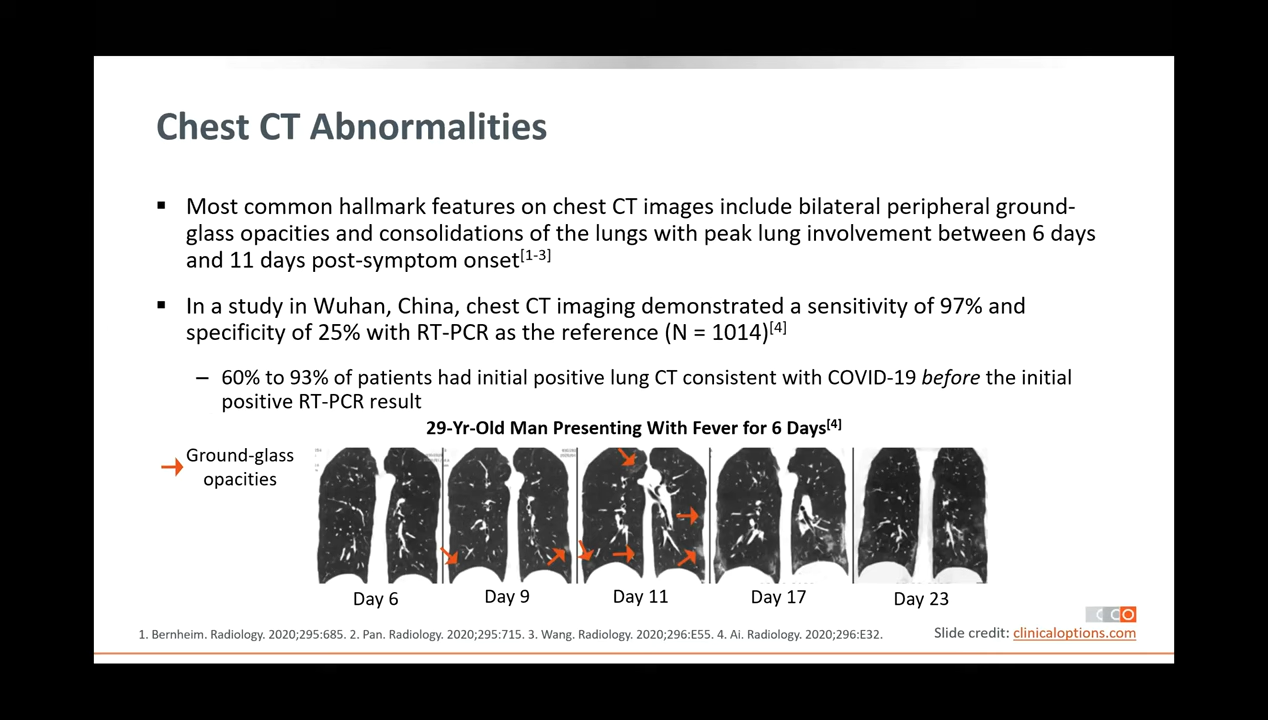 Chest CT Abnormalities
▪ Most common hallmark features on chest CT images include bilateral peripheral ground-
glass opacities and consolidations of the lungs with peak lung involvement between 6 days
and 11 days post-symptom onset[1-3]
▪ In a study in Wuhan, China, chest CT imaging demonstrated a sensitivity of 97% and
specificity of 25% with RT-PCR as the reference (N = 1014)[4]
– 60% to 93% of patients had initial positive lung CT consistent with COVID-19 before the initial
positive RT-PCR result
29-Yr-Old Man Presenting With Fever for 6 Days[4]
Ground-glass
opacities
Day 6
Day 9
Day 11
Day 17
Day 23
CCO
1. Bernheim. Radiology. 2020;295:685. 2. Pan. Radiology. 2020;295:715. 3. Wang. Radiology. 2020;296:E55. 4. Ai. Radiology. 2020;296:E32.
Slide credit: clinicaloptions.com